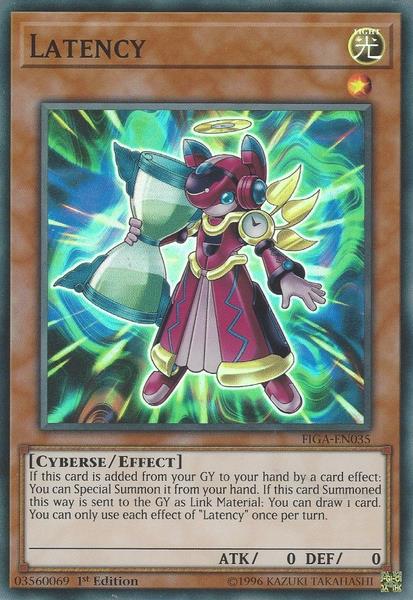 LATENCY
LIGHT
光
FIGA-EN035
[CYBERSE/EFFECT]
If this card is added from your GY to your hand by a card effect:
You can Special Summon it from your hand. If this card Summoned
this way is sent to the GY as Link Material: You can draw 1 card.
You can only use each effect of "Latency" once per turn.
ATK/ 0 DEF/ 0
03560069 1st Edition ©1996 KAZUKI TAKAHASHI